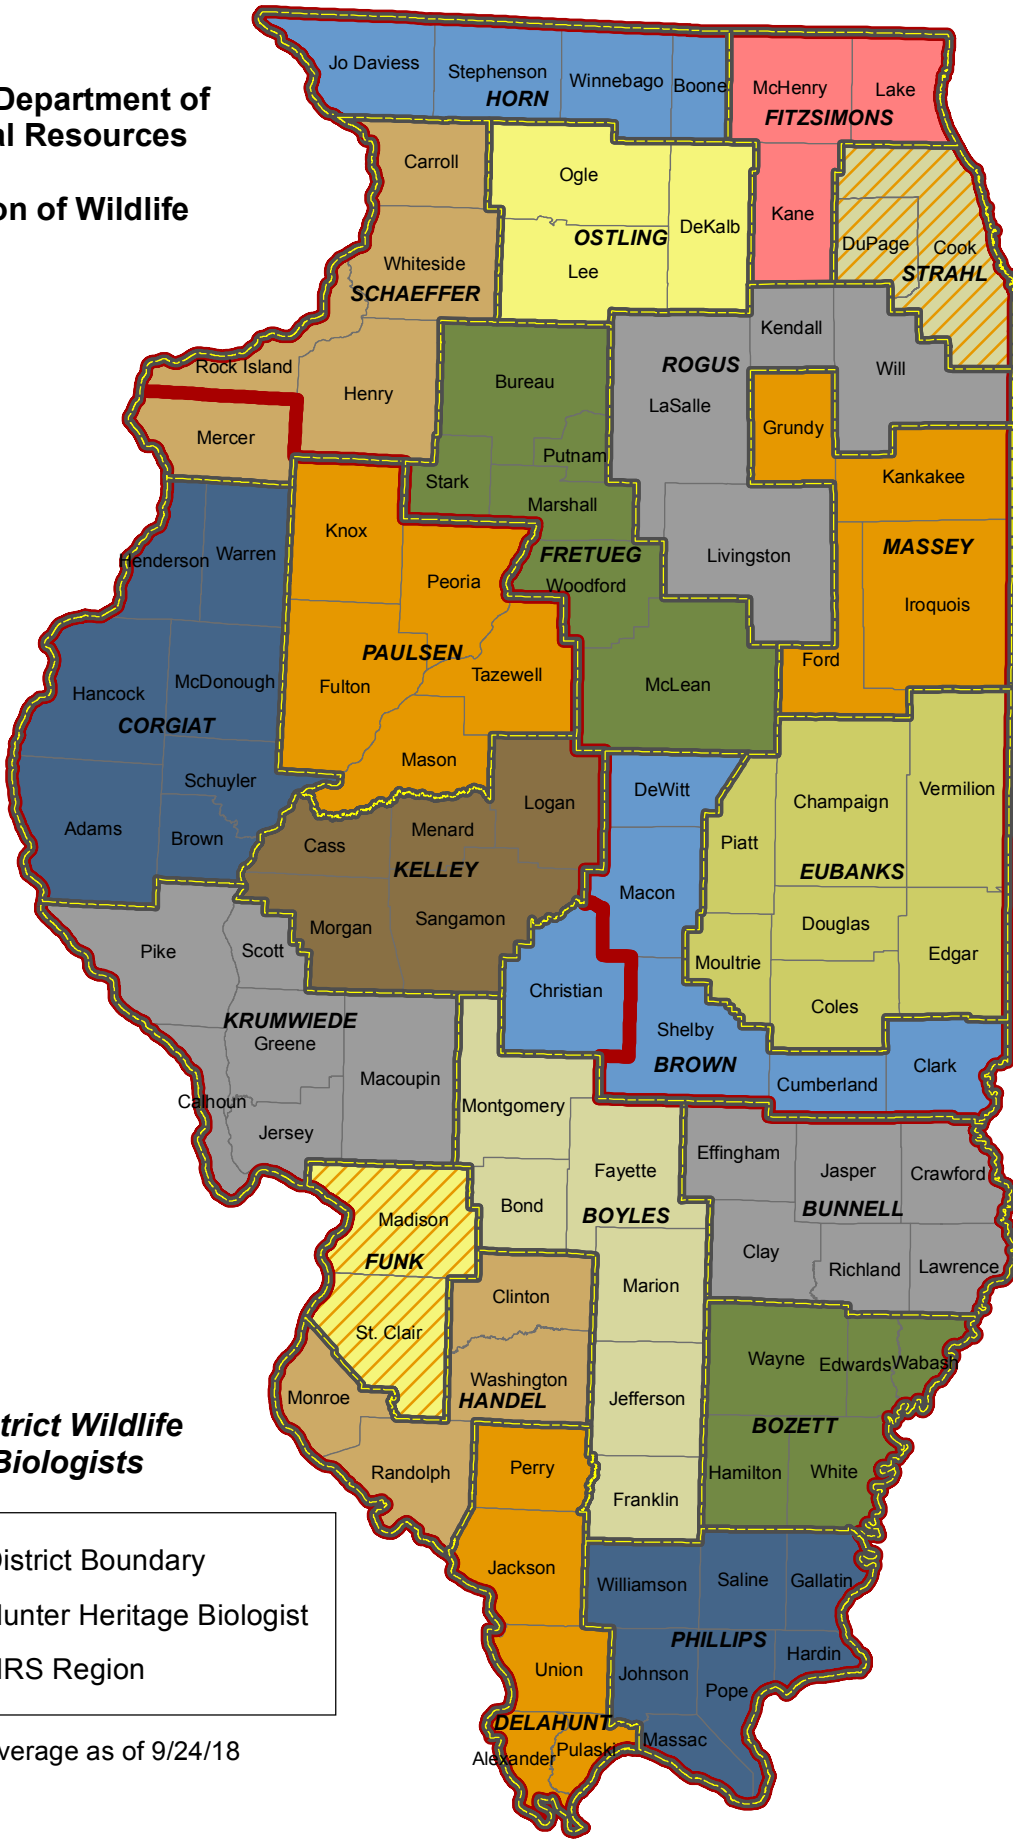 Department of
al Resources
on of Wildlife
Jo Daviess
Stephenson
Winnebago
Boone
HORN
McHenry
Lake
FITZSIMONS
Kane
Carroll
Whiteside
SCHAEFFER
Rock Island
Henry
Mercer
Ogle
OSTLING
DeKalb
Lee
DuPage
Cook
STRAHL
Kendall
ROGUS
Will
LaSalle
Livingston
Bureau
Putnam
Stark
Marshall
FRETUEG
Woodford
McLean
Grundy
Kankakee
MASSEY
Iroquois
Ford
Knox
Peoria
PAULSEN
Fulton
Tazewell
Mason
Henderson
Warren
Hancock
McDonough
CORGIAT
Schuyler
Adams
Brown
Logan
Menard
Cass
KELLEY
Morgan
Sangamon
DeWitt
Macon
Christian
Shelby
BROWN
Cumberland
Clark
Champaign
Vermilion
Piatt
EUBANKS
Douglas
Moultrie
Edgar
Coles
Pike
Scott
KRUMWIEDE
Greene
Macoupin
Calhoun
Jersey
Montgomery
Fayette
Bond
BOYLES
Marion
Jefferson
Franklin
Effingham
Jasper
Crawford
BUNNELL
Clay
Richland
Lawrence
Madison
FUNK
St. Clair
Clinton
Washington
HANDEL
Monroe
Randolph
Wayne
Edwards
Wabash
BOZETT
Hamilton
White
Perry
Jackson
Union
DELAHUNT
Alexander
Pulaski
Williamson
Saline
Gallatin
PHILLIPS
Hardin
Johnson
Pope
Massac
trict Wildlife
Biologists
District Boundary
Hunter Heritage Biologist
NRS Region
verage as of 9/24/18